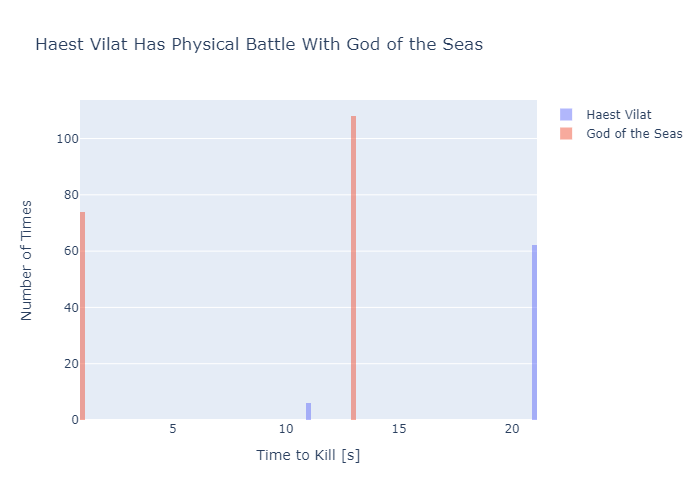 Haest Vilat Has Physical Battle With God of the Seas
Haest Vilat
God of the Seas
Number of Times
100
80
60
40
20
0
5
10
15
20
Time to Kill [s]